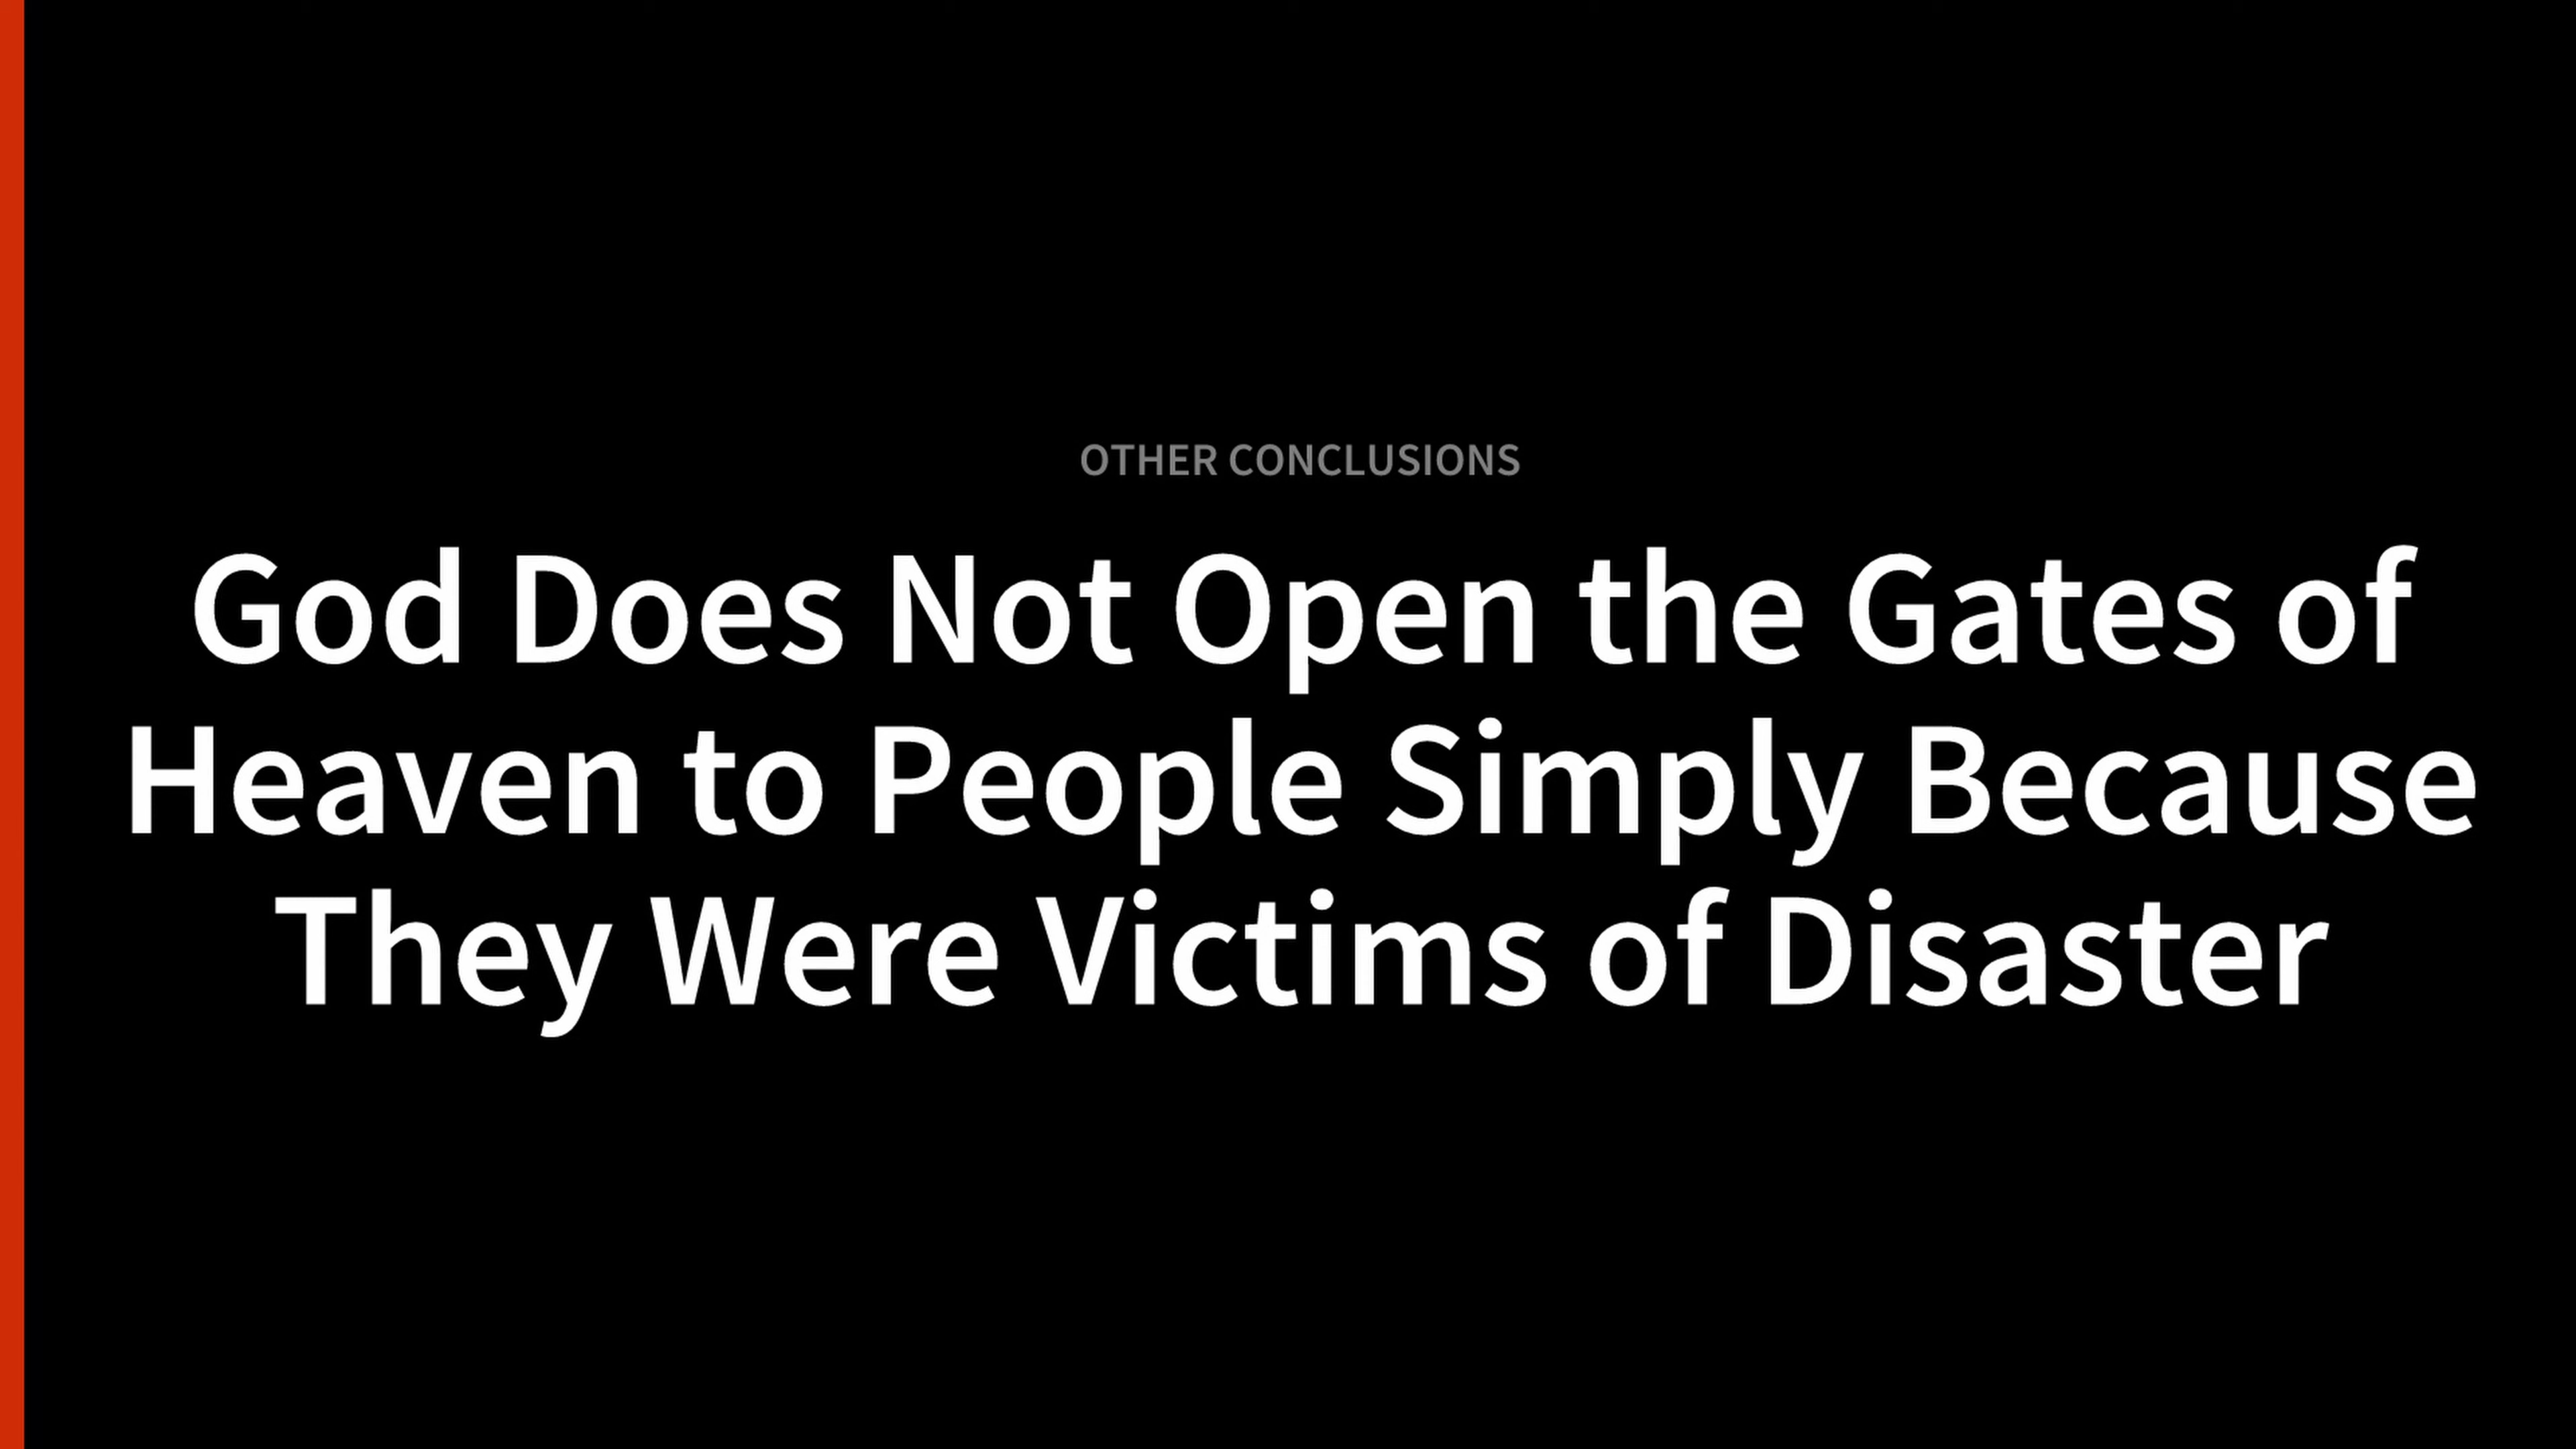 OTHER CONCLUSIONS
God Does Not Open the Gates of
Heaven to People Simply Because
They Were Victims of Disaster